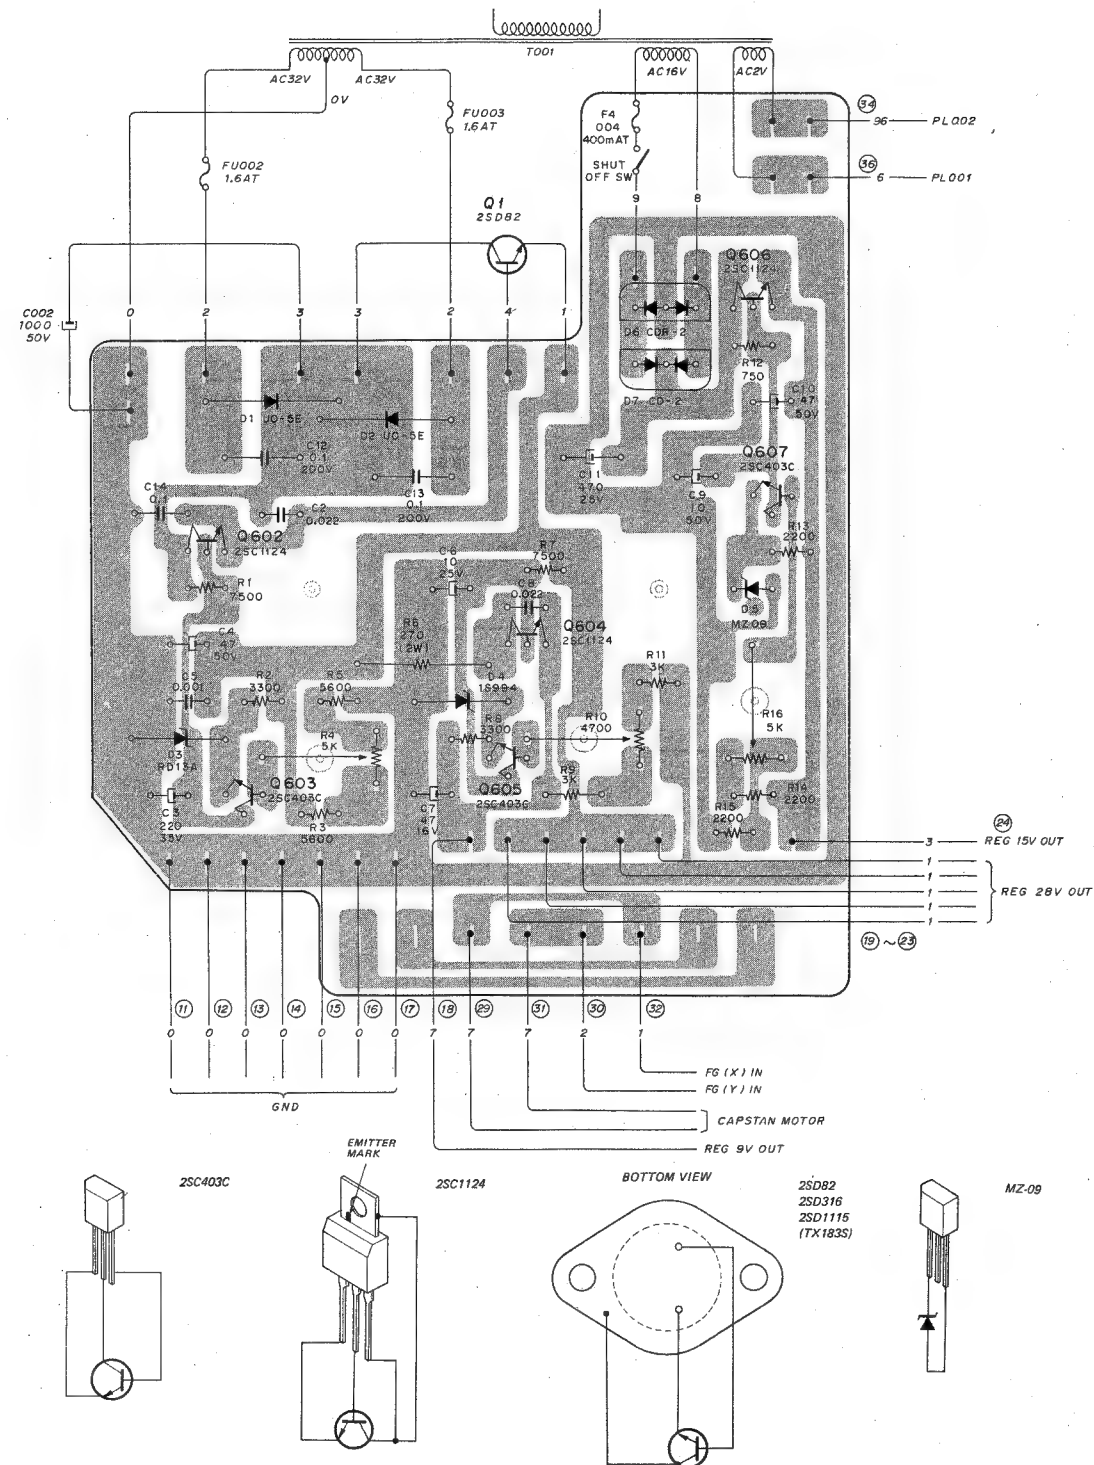 T001
AC32V
AC32V
AC16V
AC2V
0V
FU003
1.6AT
F4
004
400mAT
SHUT
OFF SW
34
96
PL002
36
6
PL001
FU002
1.6AT
Q1
2SD82
9
8
Q606
2SC1124
C002
1000
50V
0
2
3
3
2
4
1
D6 CDR-2
R12
750
D1 UO-5E
D2 UO-5E
D7 CD-2
C10
47
50V
C12
0.1
200V
C11
470
25V
Q607
2SC403C
C14
0.1
C2
0.022
C13
0.1
200V
C9
10
50V
Q602
2SC1124
R13
2200
R7
7500
C6
10
25V
R1
7500
C8
0.022
MZ-09
R6
270
(2W)
Q604
2SC1124
C4
47
50V
R11
3K
C5
0.001
R2
3300
R5
5600
D4
1S994
R16
5K
R4
5K
R8
3300
R10
4700
D3
RD13A
Q603
2SC403C
Q605
2SC403C
R9
3K
R14
2200
C3
220
35V
R3
5600
C7
47
16V
R15
2200
24
3
REG 15V OUT
1
1
1
REG 28V OUT
1
1
19 ~ 23
11
12
13
14
15
16
17
18
29
31
30
32
0
0
0
0
0
0
0
7
7
7
2
1
FG (X) IN
FG (Y) IN
GND
CAPSTAN MOTOR
REG 9V OUT
2SC403C
EMITTER
MARK
2SC1124
BOTTOM VIEW
2SD82
2SD316
2SD1115
(TX183S)
MZ-09